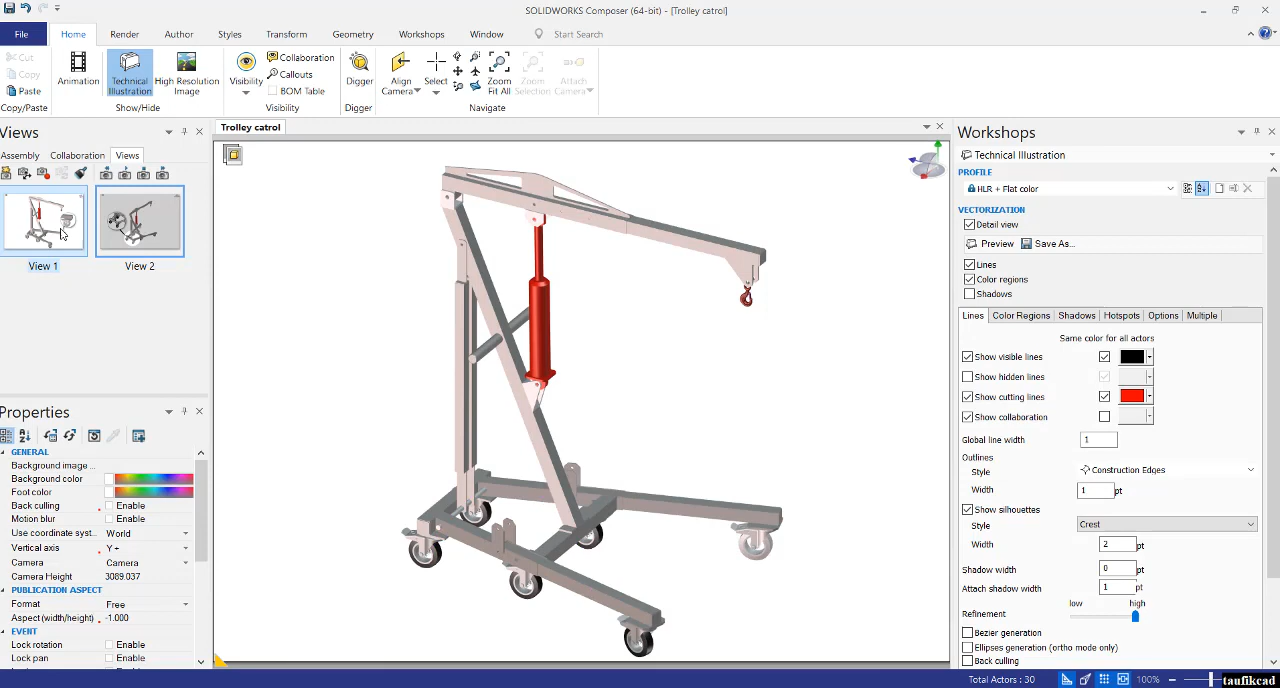 SOLIDWORKS Composer (64-bit) - [Trolley catrol]
File Home Render Author Styles Transform Geometry Workshops Window Start Search
Cut
Copy
Paste
Copy/Paste
Animation
Technical Illustration
High Resolution Image
Show/Hide
Visibility
Collaboration
Callouts
BOM Table
Visibility
Digger
Digger
Align Camera
Select
Zoom Fit All
Zoom Selection
Attach Camera
Navigate
Views
Assembly Collaboration Views
View 1
View 2
Properties
GENERAL
Background image ...
Background color
Foot color
Back culling Enable
Motion blur Enable
Use coordinate syst... World
Vertical axis Y +
Camera Camera
Camera Height 3089.037
PUBLICATION ASPECT
Format Free
Aspect (width/height) -1.000
EVENT
Lock rotation Enable
Lock pan Enable
Trolley catrol
Workshops
Technical Illustration
PROFILE
HLR + Flat color
VECTORIZATION
Detail view
Preview Save As...
Lines
Color regions
Shadows
Lines Color Regions Shadows Hotspots Options Multiple
Same color for all actors
Show visible lines
Show hidden lines
Show cutting lines
Show collaboration
Global line width 1
Outlines
Style Construction Edges
Width 1 pt
Show silhouettes
Style Crest
Width 2 pt
Shadow width 0 pt
Attach shadow width 1 pt
low high
Refinement
Bezier generation
Ellipses generation (ortho mode only)
Back culling
Total Actors : 30
100%
taufikcad